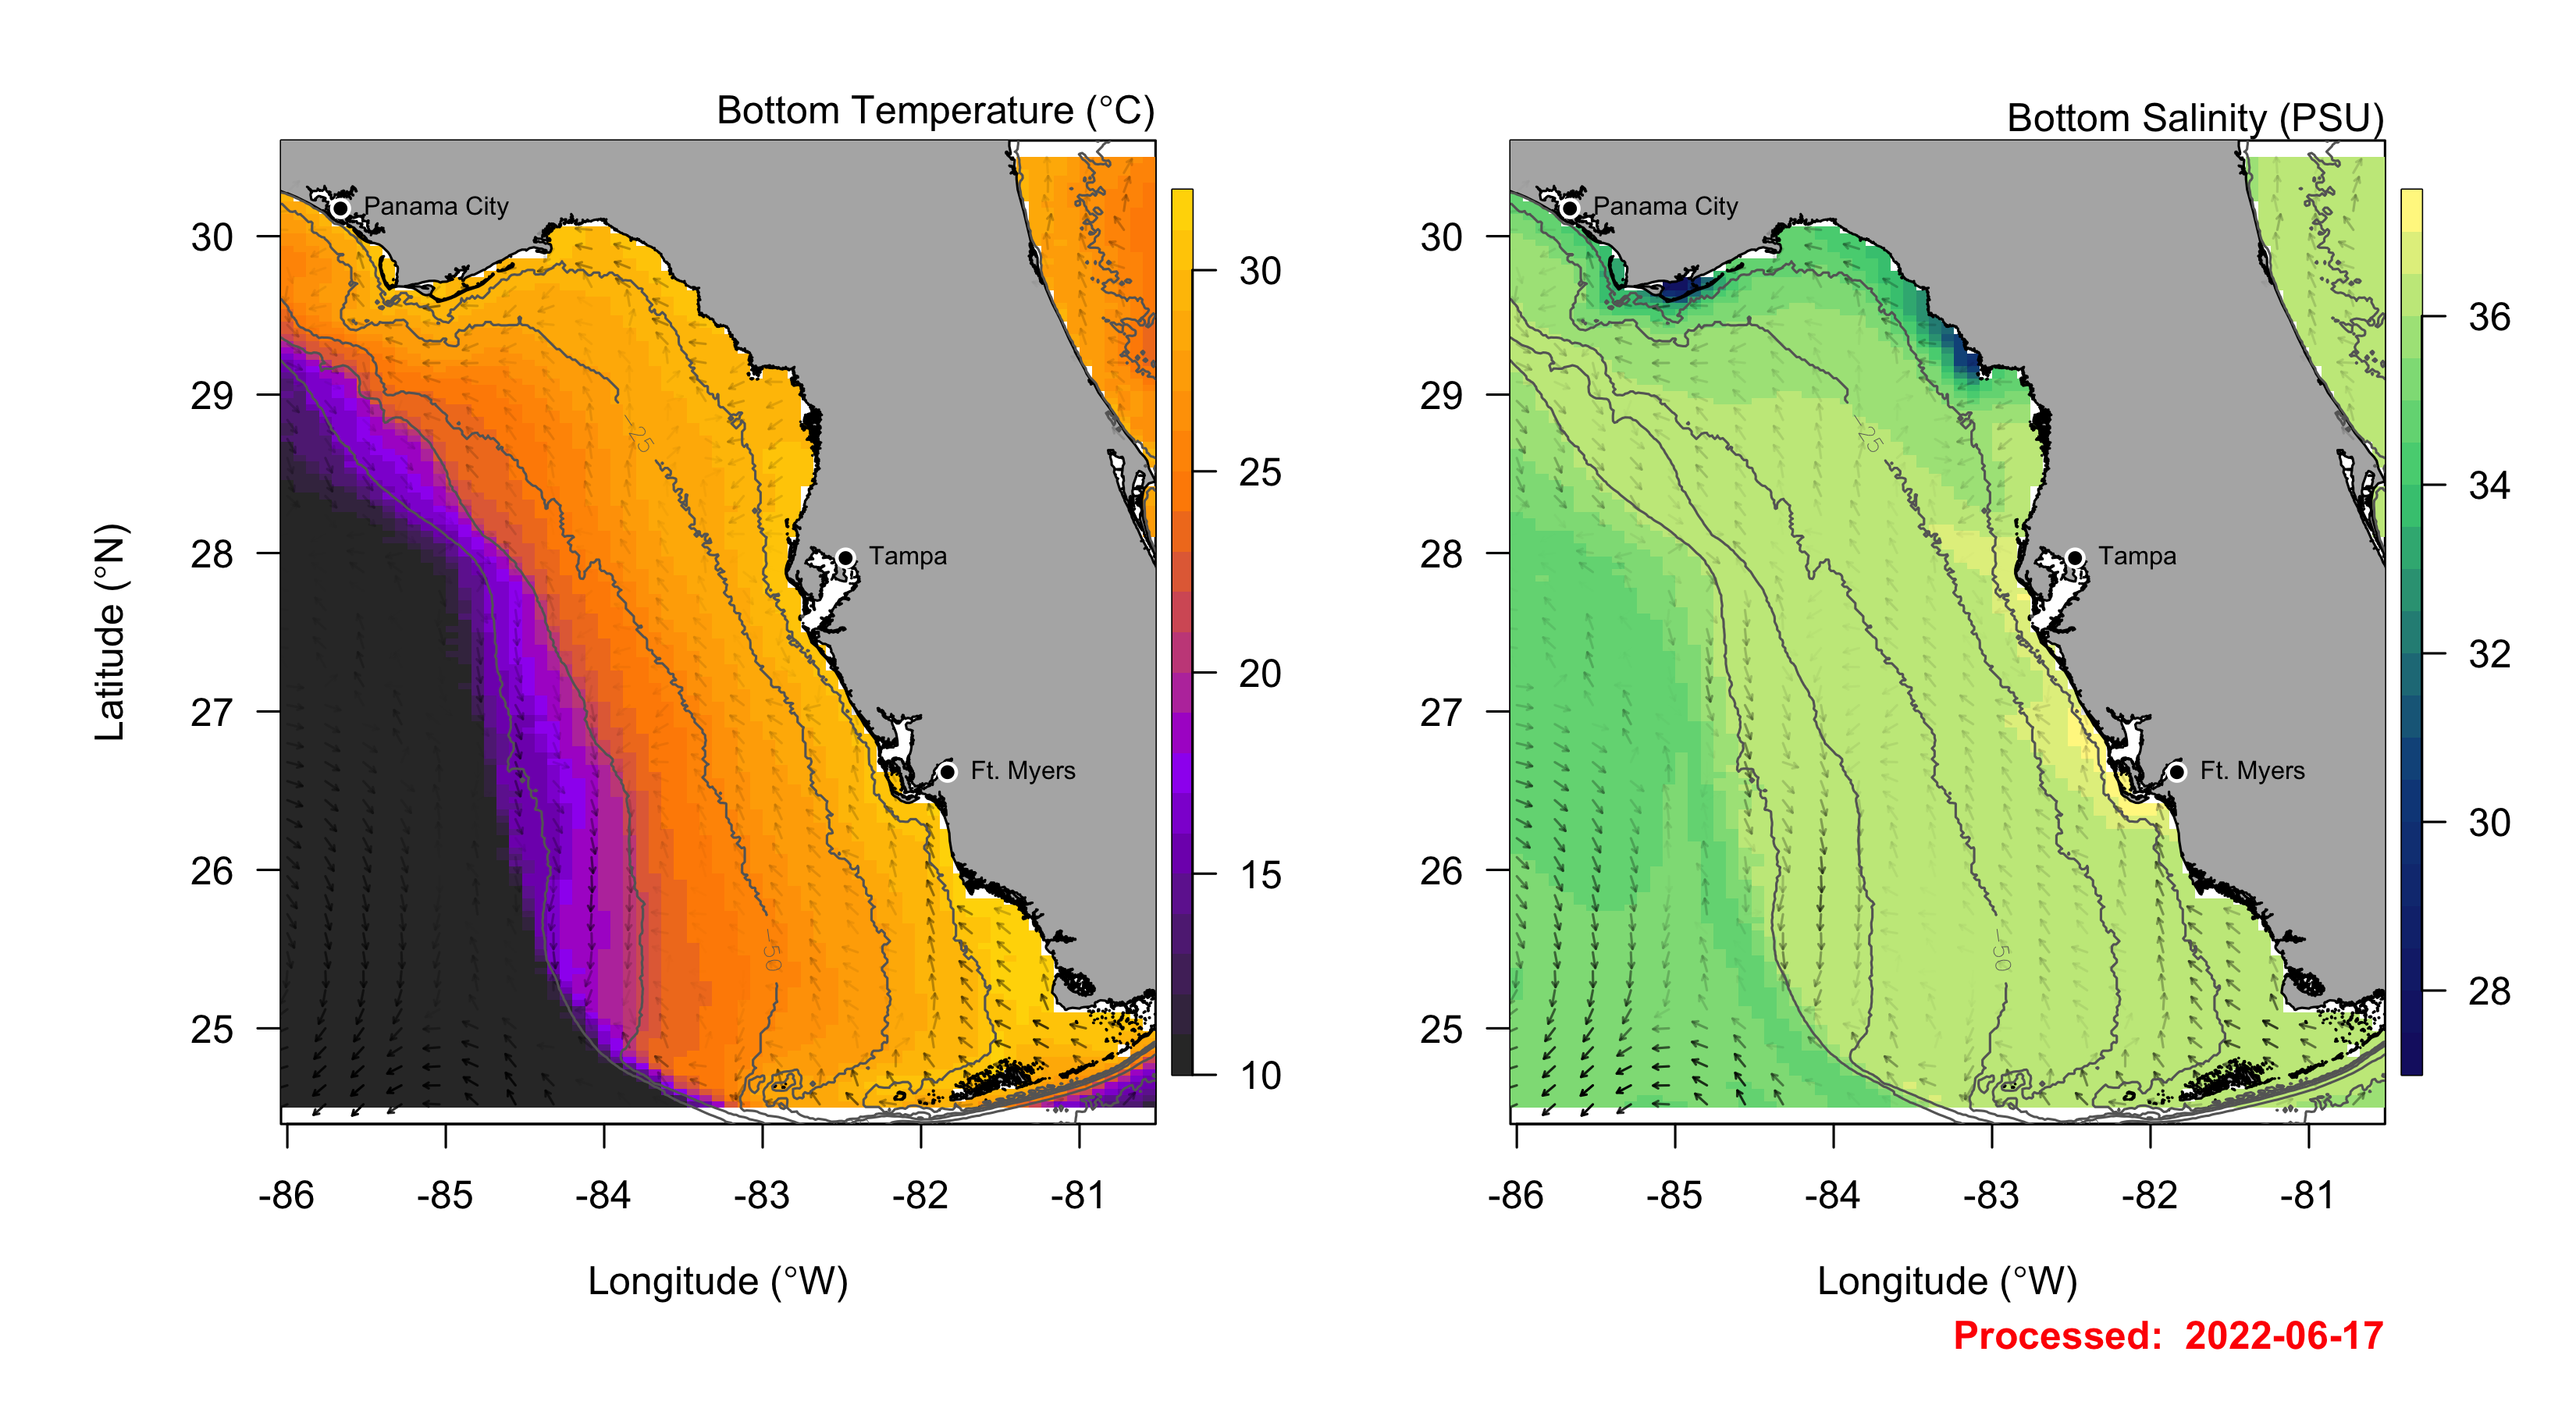 Bottom Temperature (°C)
Panama City
Tampa
Ft. Myers
-25
-50
30
29
28
27
26
25
Latitude (°N)
-86 -85 -84 -83 -82 -81
Longitude (°W)
30
25
20
15
10
Bottom Salinity (PSU)
Panama City
Tampa
Ft. Myers
-25
-50
30
29
28
27
26
25
-86 -85 -84 -83 -82 -81
Longitude (°W)
36
34
32
30
28
Processed: 2022-06-17